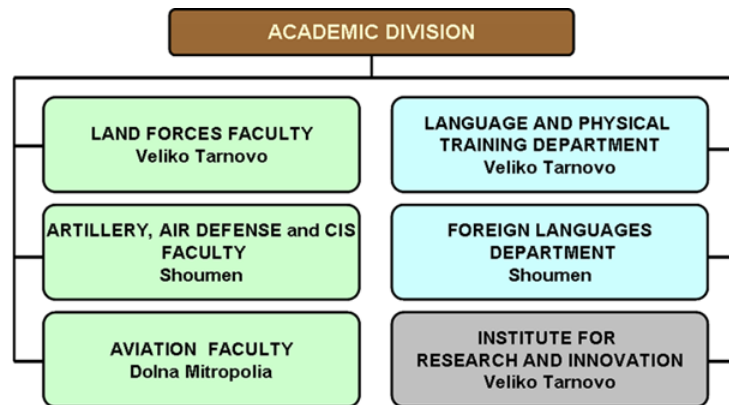 ACADEMIC DIVISION
LAND FORCES FACULTY
Veliko Tarnovo
LANGUAGE AND PHYSICAL
TRAINING DEPARTMENT
Veliko Tarnovo
ARTILLERY, AIR DEFENSE and CIS
FACULTY
Shoumen
FOREIGN LANGUAGES
DEPARTMENT
Shoumen
AVIATION FACULTY
Dolna Mitropolia
INSTITUTE FOR
RESEARCH AND INNOVATION
Veliko Tarnovo